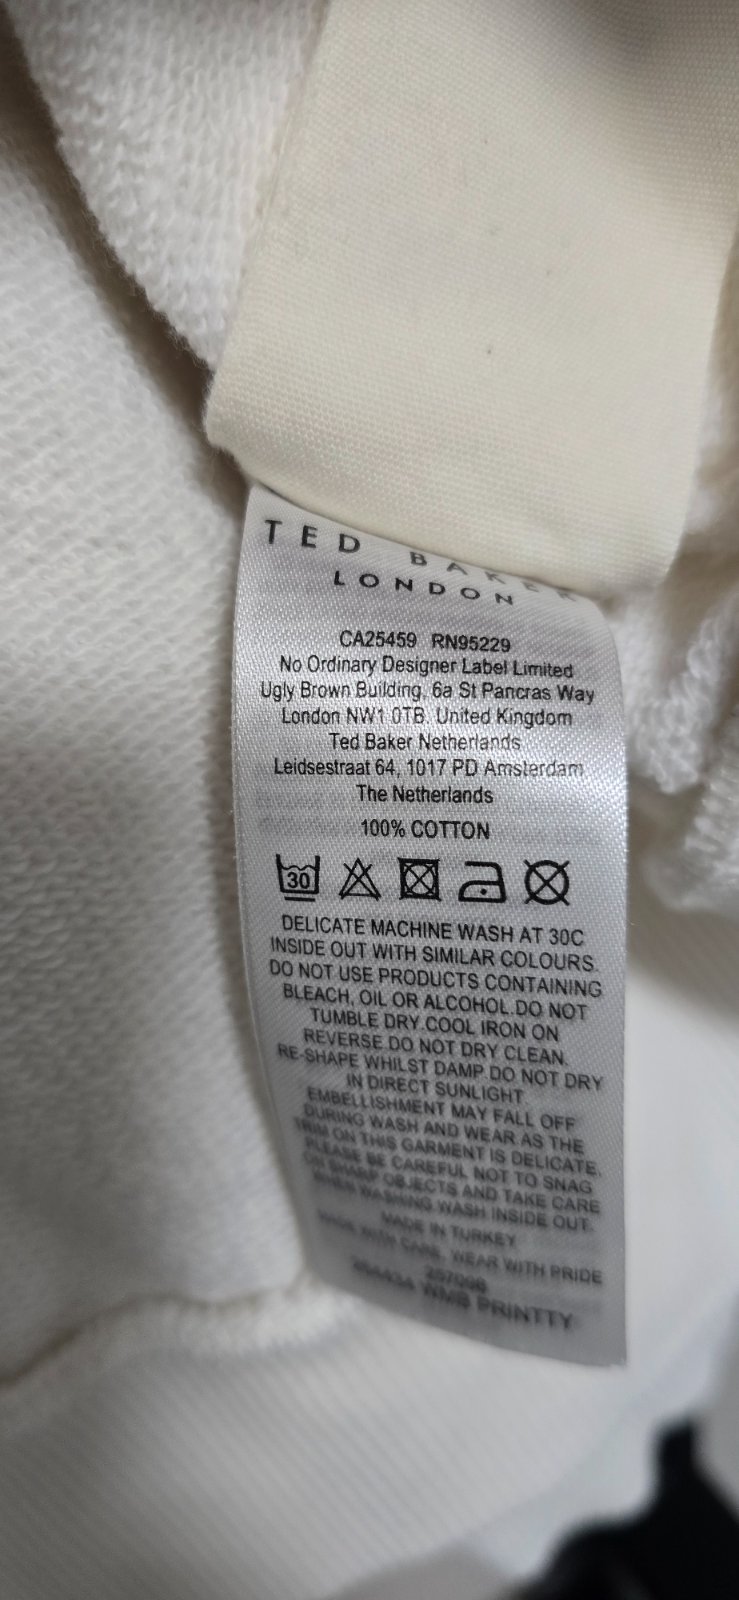 TED BAKER
LONDON
CA25459 RN95229
No Ordinary Designer Label Limited
Ugly Brown Building, 6a St Pancras Way
London NW1 0TB. United Kingdom
Ted Baker Netherlands
Leidsestraat 64, 1017 PD Amsterdam
The Netherlands
100% COTTON
30
DELICATE MACHINE WASH AT 30C
INSIDE OUT WITH SIMILAR COLOURS.
DO NOT USE PRODUCTS CONTAINING
BLEACH, OIL OR ALCOHOL.DO NOT
TUMBLE DRY.COOL IRON ON
REVERSE.DO NOT DRY CLEAN.
RE-SHAPE WHILST DAMP.DO NOT DRY
IN DIRECT SUNLIGHT
EMBELLISHMENT MAY FALL OFF
DURING WASH AND WEAR AS THE
TRIM ON THIS GARMENT IS DELICATE.
PLEASE BE CAREFUL NOT TO SNAG
ON SHARP OBJECTS AND TAKE CARE
WHEN WASHING.WASH INSIDE OUT.
MADE IN TURKEY
MADE WITH CARE, WEAR WITH PRIDE
WMB PRINTTY